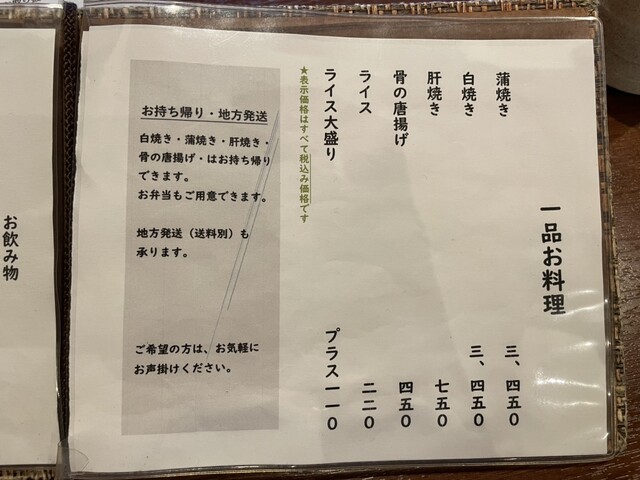 一品お料理
蒲焼き 三、四五〇
白焼き 三、四五〇
肝焼き 七五〇
骨の唐揚げ 四五〇
ライス 二二〇
ライス大盛り プラス一一〇
★表示価格はすべて税込み価格です
お持ち帰り・地方発送
白焼き・蒲焼き・肝焼き・
骨の唐揚げ・はお持ち帰り
できます。
お弁当もご用意できます。
地方発送（送料別）も
承ります。
ご希望の方は、お気軽に
お声掛けください。
お飲み物